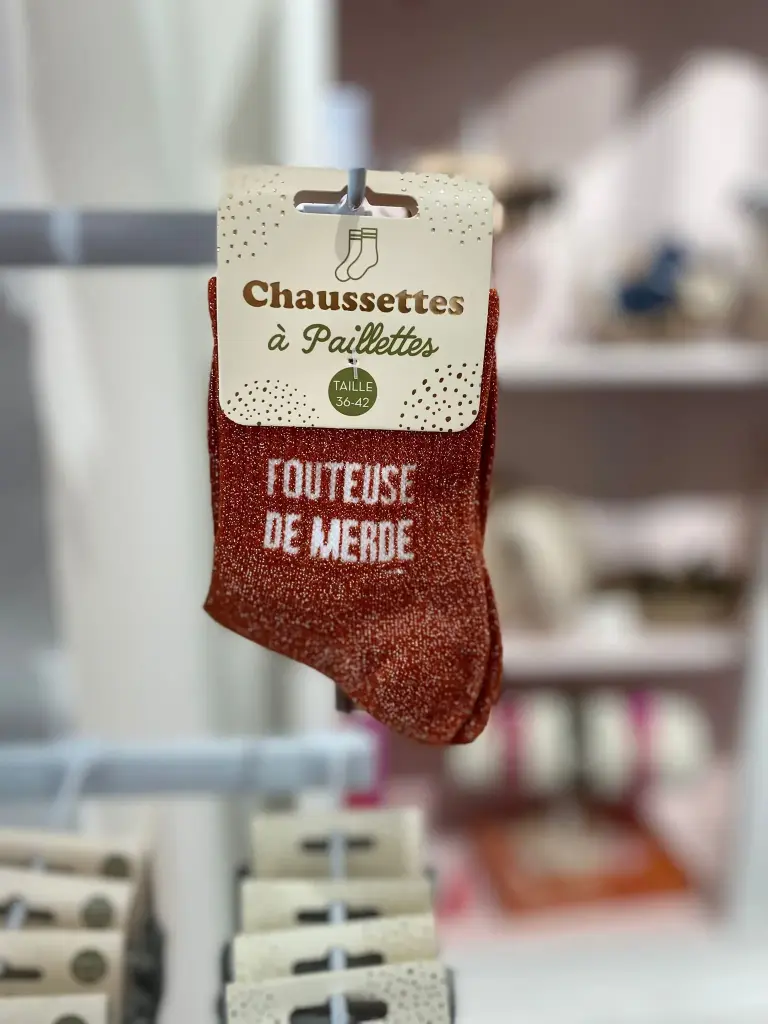 Chaussettes
à Paillettes
TAILLE
36-42
FOUTEUSE
DE MERDE